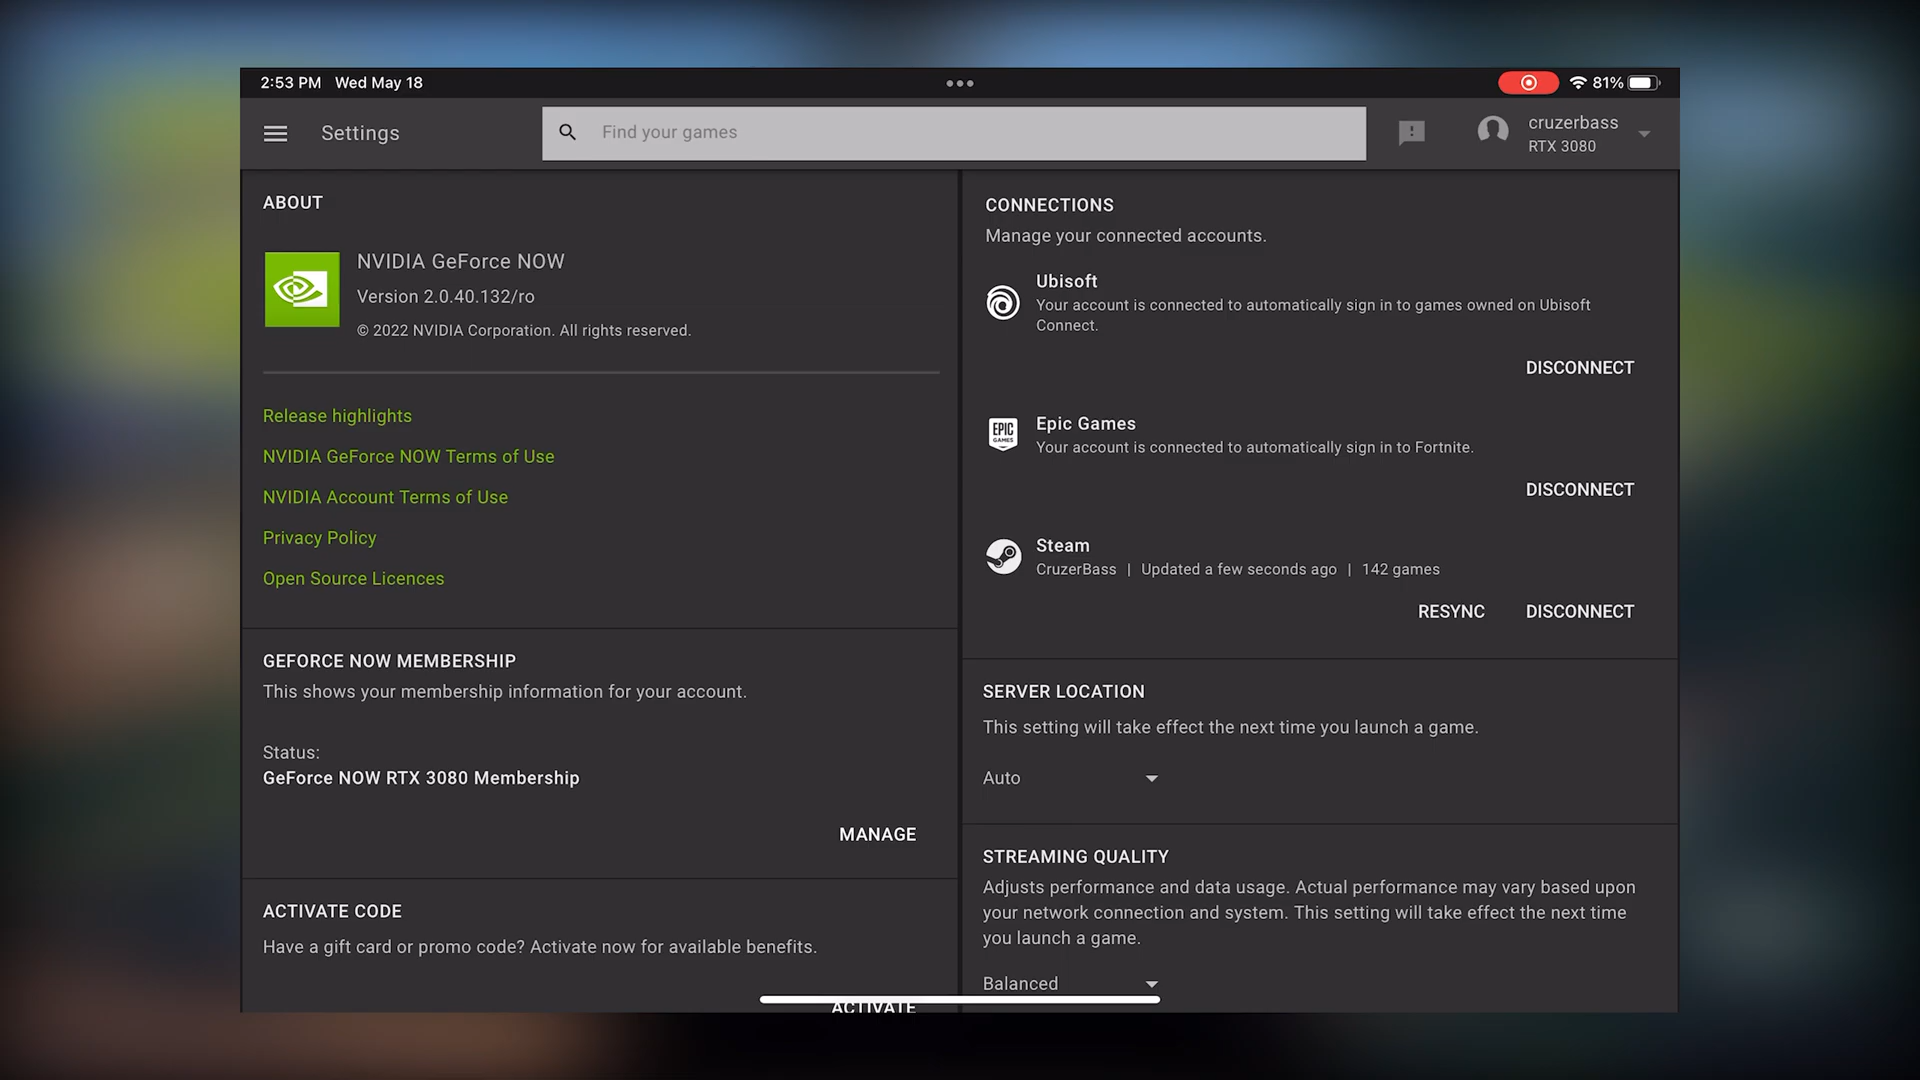 2:53 PM Wed May 18
81%
Settings
Find your games
cruzerbass
RTX 3080
ABOUT
NVIDIA GeForce NOW
Version 2.0.40.132/ro
© 2022 NVIDIA Corporation. All rights reserved.
Release highlights
NVIDIA GeForce NOW Terms of Use
NVIDIA Account Terms of Use
Privacy Policy
Open Source Licences
GEFORCE NOW MEMBERSHIP
This shows your membership information for your account.
Status:
GeForce NOW RTX 3080 Membership
MANAGE
ACTIVATE CODE
Have a gift card or promo code? Activate now for available benefits.
ACTIVATE
CONNECTIONS
Manage your connected accounts.
Ubisoft
Your account is connected to automatically sign in to games owned on Ubisoft
Connect.
DISCONNECT
EPIC
GAMES
Epic Games
Your account is connected to automatically sign in to Fortnite.
DISCONNECT
Steam
CruzerBass | Updated a few seconds ago | 142 games
RESYNC DISCONNECT
SERVER LOCATION
This setting will take effect the next time you launch a game.
Auto
STREAMING QUALITY
Adjusts performance and data usage. Actual performance may vary based upon
your network connection and system. This setting will take effect the next time
you launch a game.
Balanced